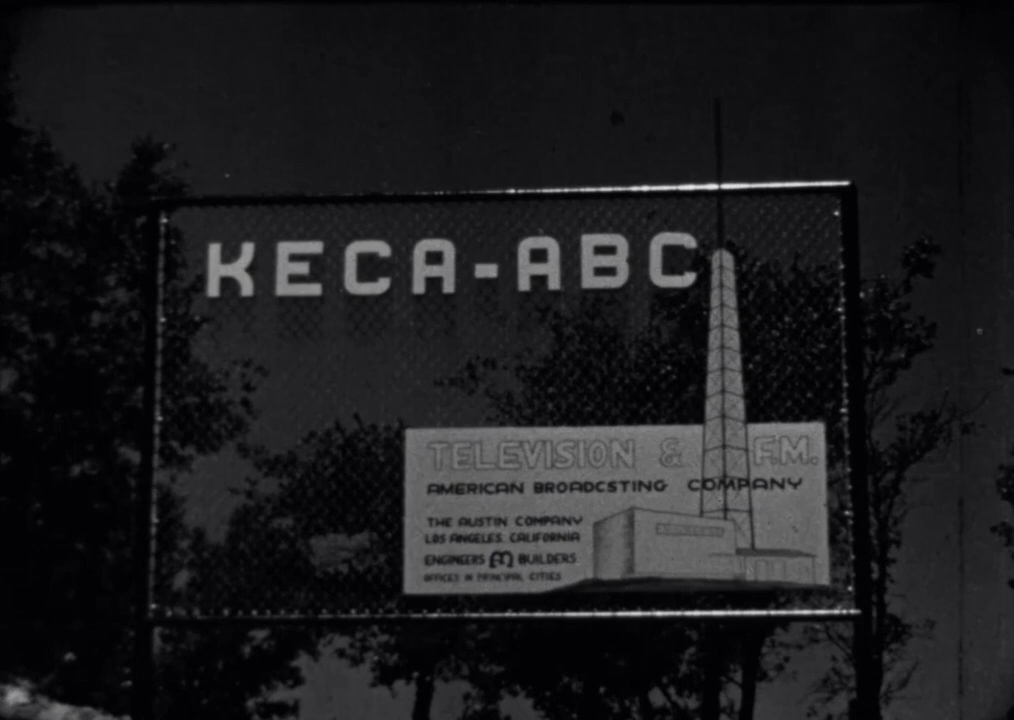 KECA-ABC
TELEVISION & F.M.
AMERICAN BROADCSTING COMPANY
THE AUSTIN COMPANY
LOS ANGELES, CALIFORNIA
ENGINEERS BUILDERS
OFFICES IN PRINCIPAL CITIES